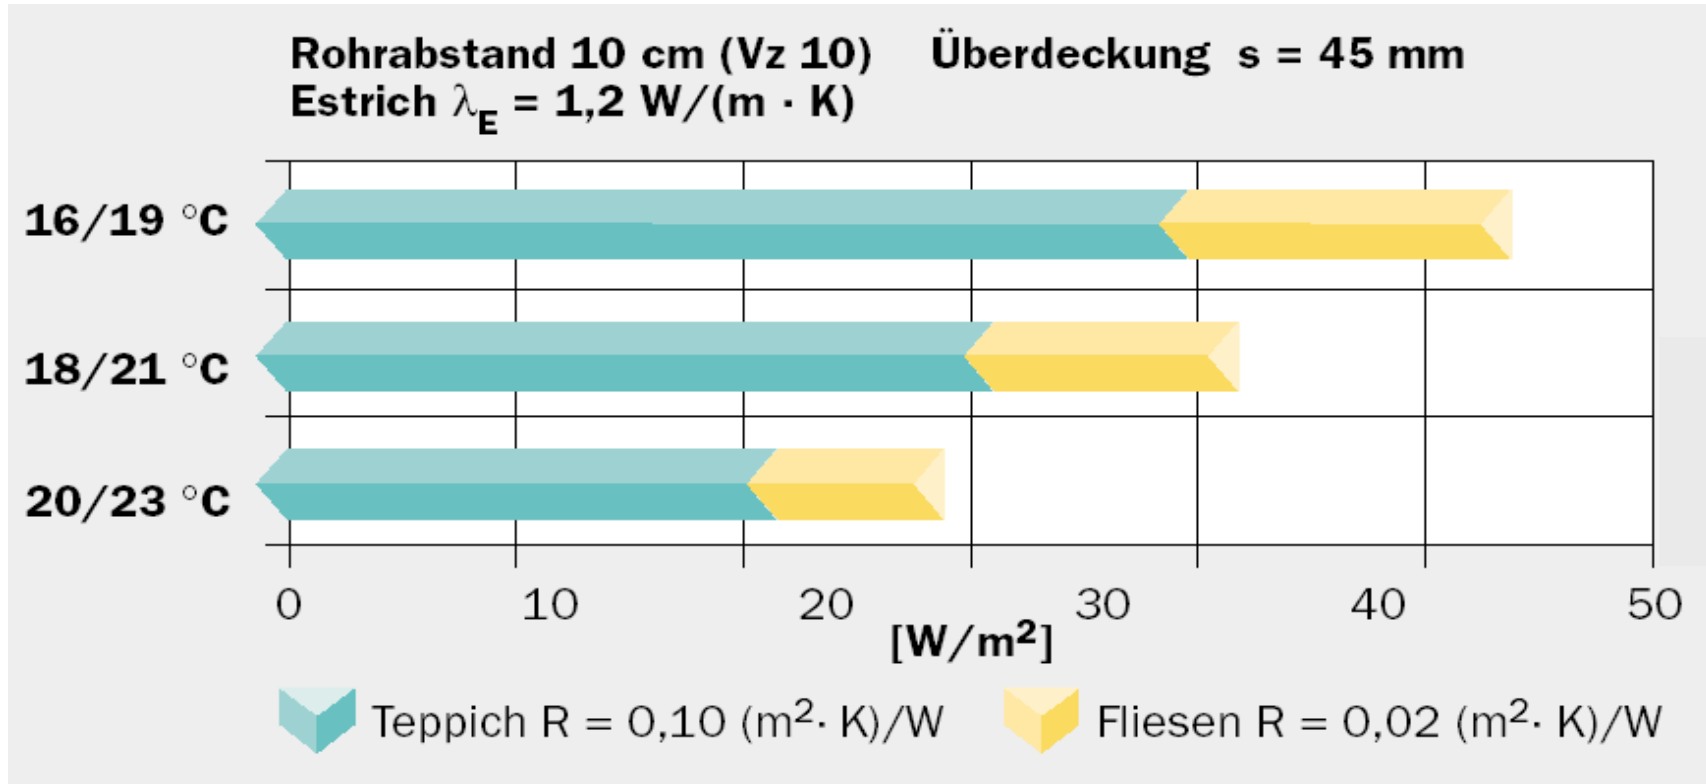 Rohrabstand 10 cm (Vz 10) Überdeckung s = 45 mm
Estrich λE = 1,2 W/(m · K)
16/19 °C
18/21 °C
20/23 °C
0 10 20 30 40 50
[W/m²]
Teppich R = 0,10 (m²· K)/W Fliesen R = 0,02 (m²· K)/W